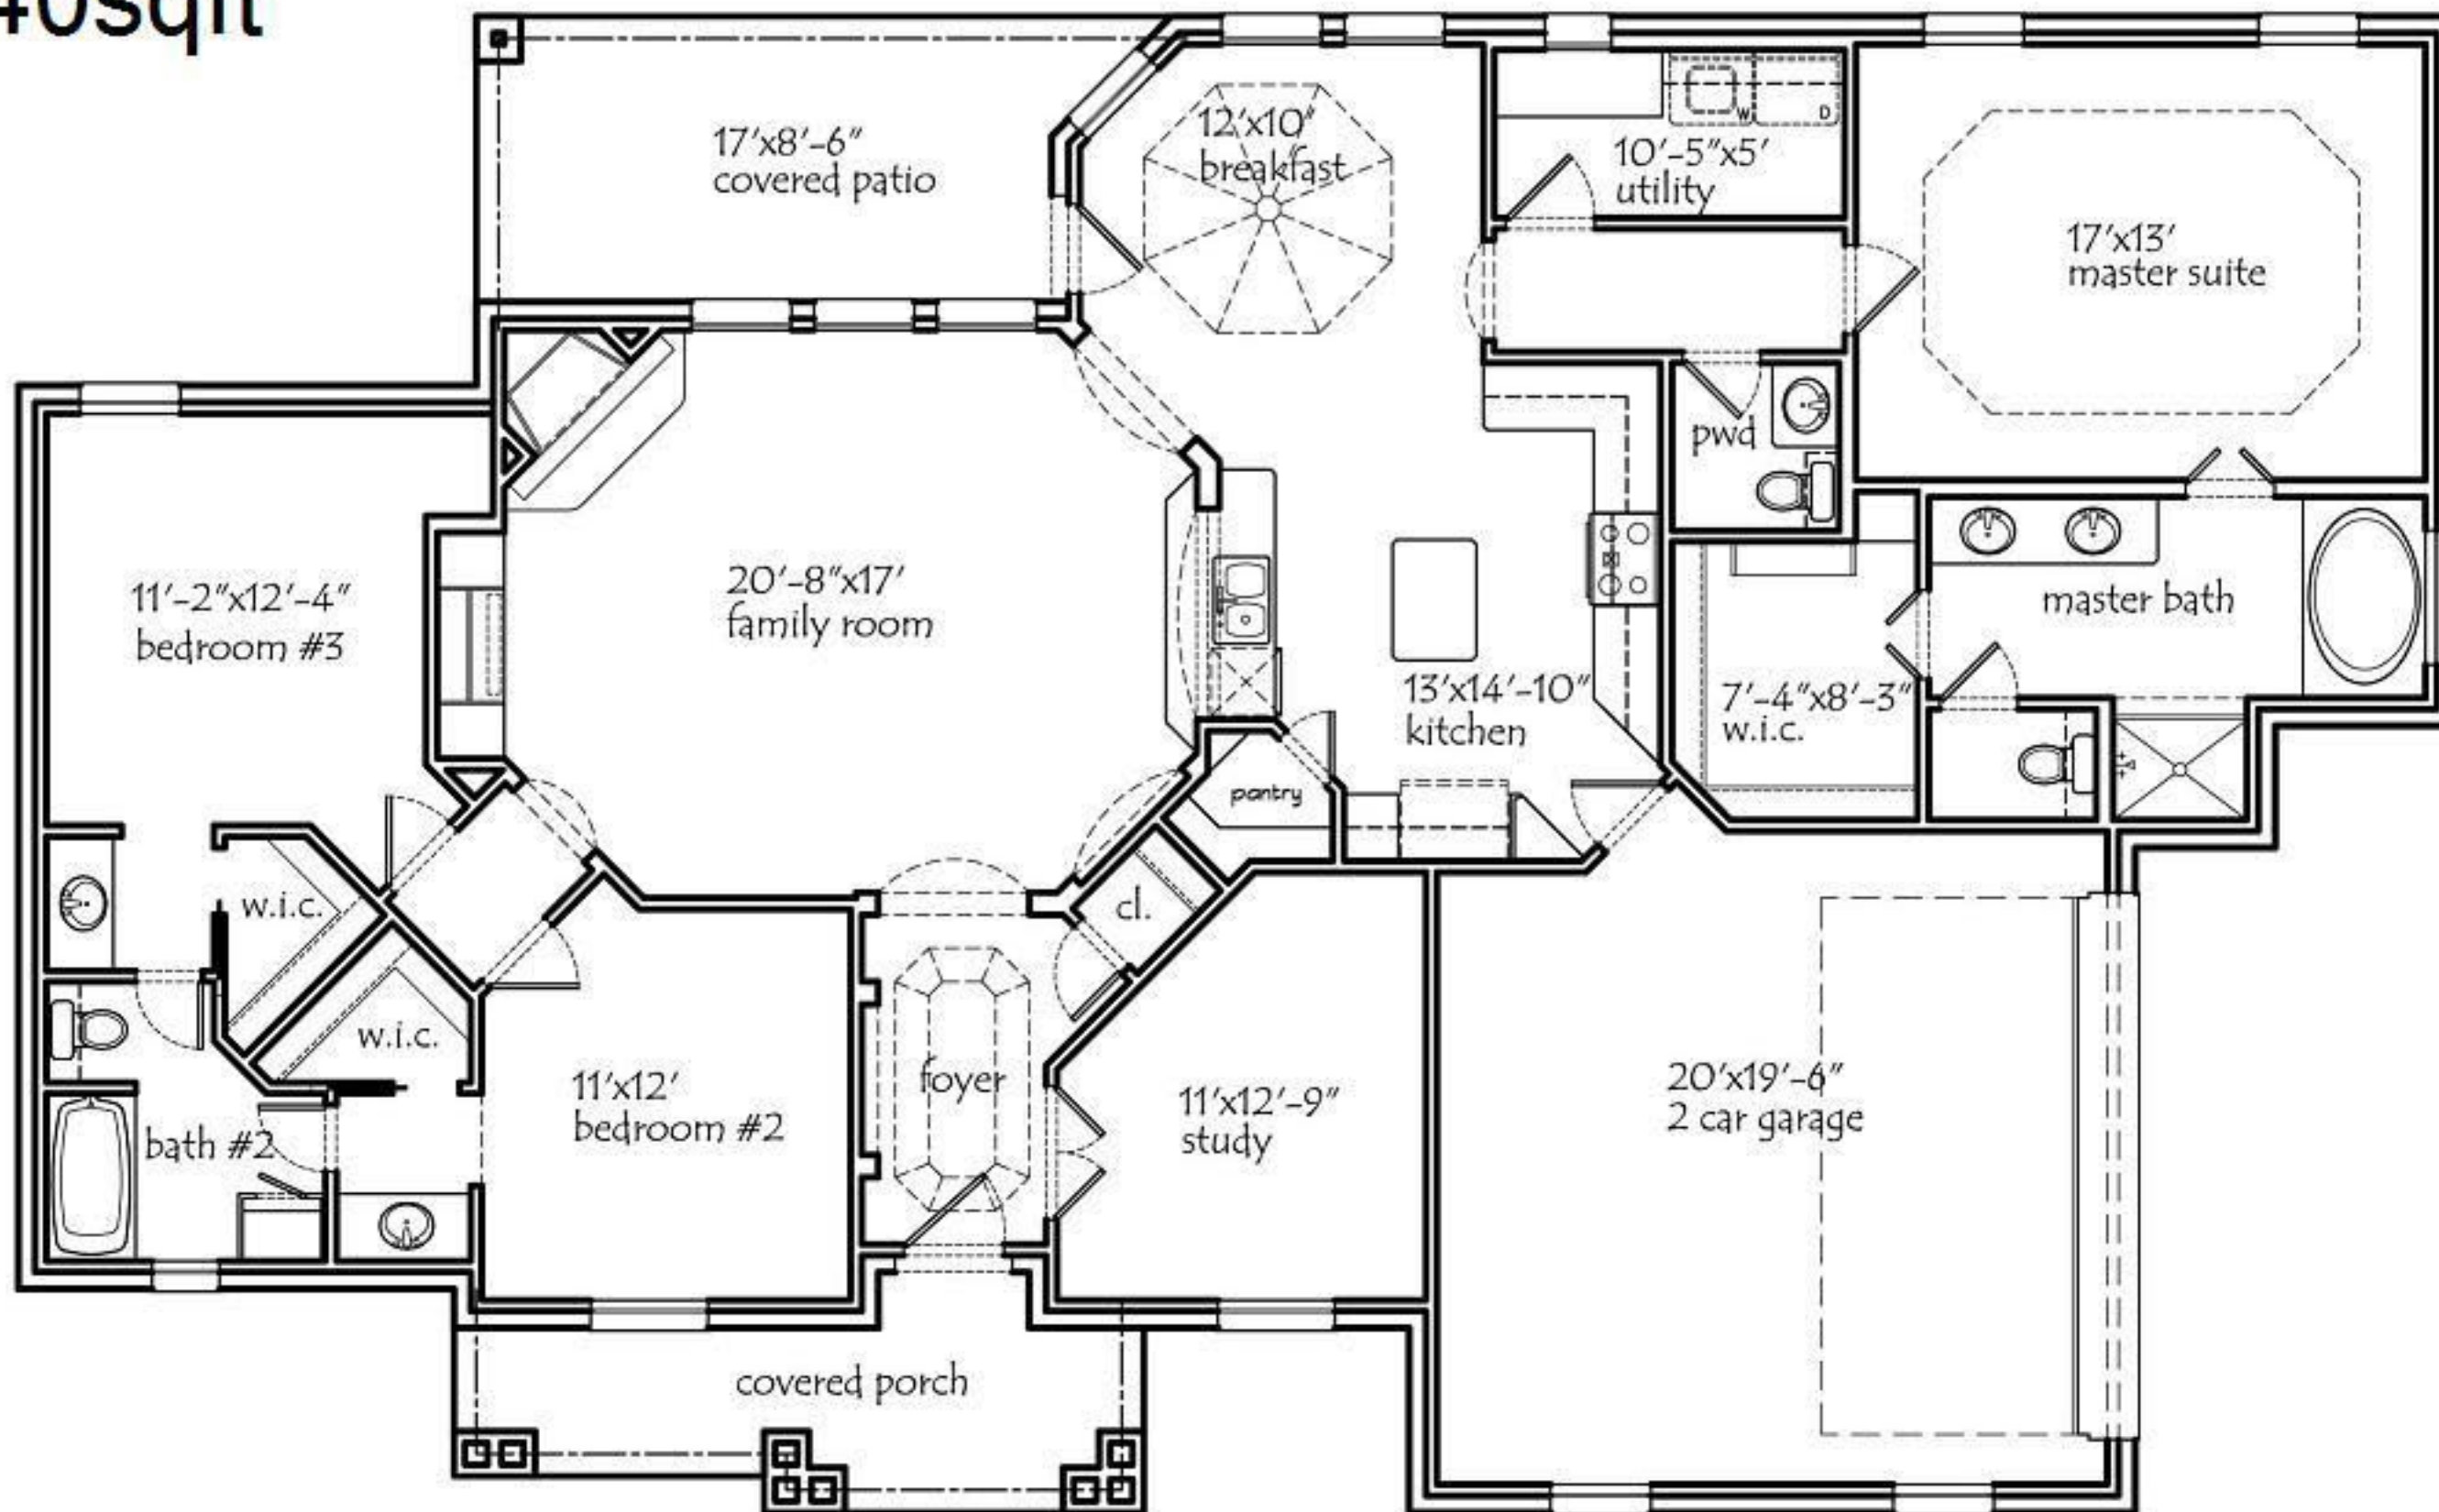 40sqft
17'x8'-6"
covered patio
12'x10'
breakfast
W
D
10'-5"x5'
utility
17'x13'
master suite
pwd
11'-2"x12'-4"
bedroom #3
20'-8"x17'
family room
13'x14'-10"
kitchen
7'-4"x8'-3"
w.i.c.
master bath
pantry
w.i.c.
cl.
w.i.c.
foyer
11'x12'
bedroom #2
11'x12'-9"
study
20'x19'-6"
2 car garage
bath #2
covered porch